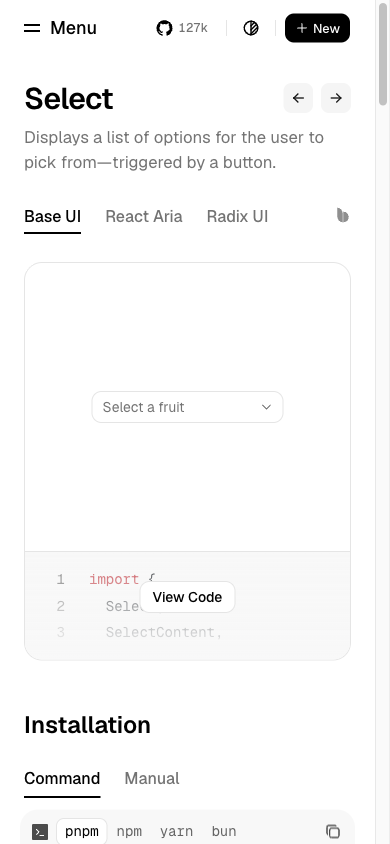 Menu
127k
New
Select
Displays a list of options for the user to
pick from—triggered by a button.
Base UI
React Aria
Radix UI
Select a fruit
1 import {
2 Sele
View Code
3 SelectContent,
Installation
Command
Manual
pnpm
npm
yarn
bun